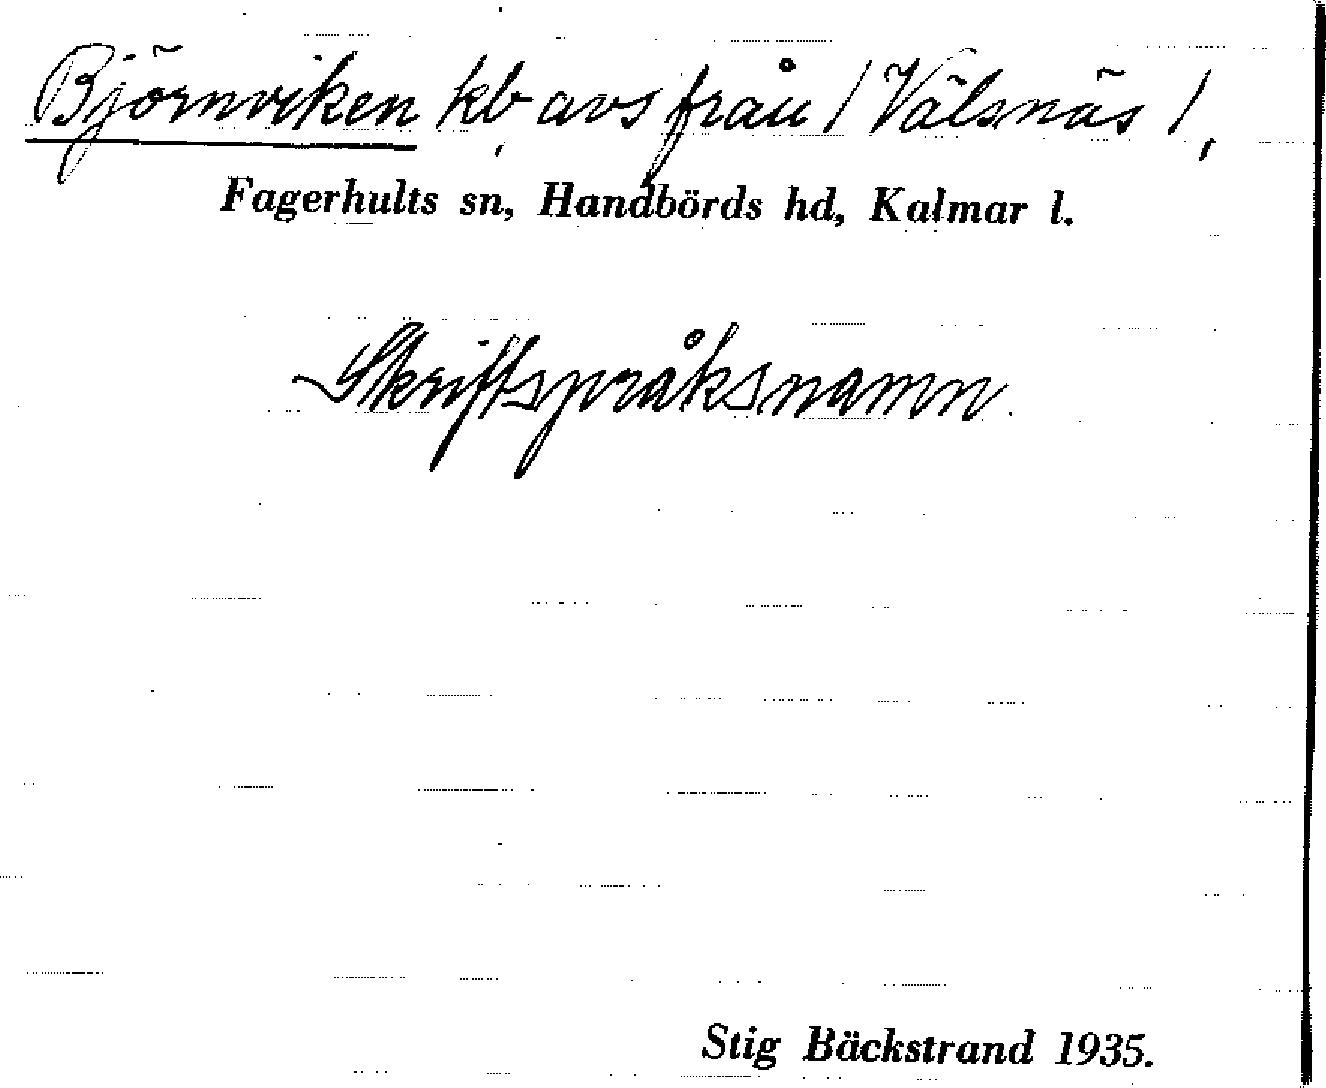 Björnviken kb avs från 1 Välsnäs 1,
Fagerhults sn, Handbörds hd, Kalmar l.
Skriftspråksnamn.
Stig Bäckstrand 1935.